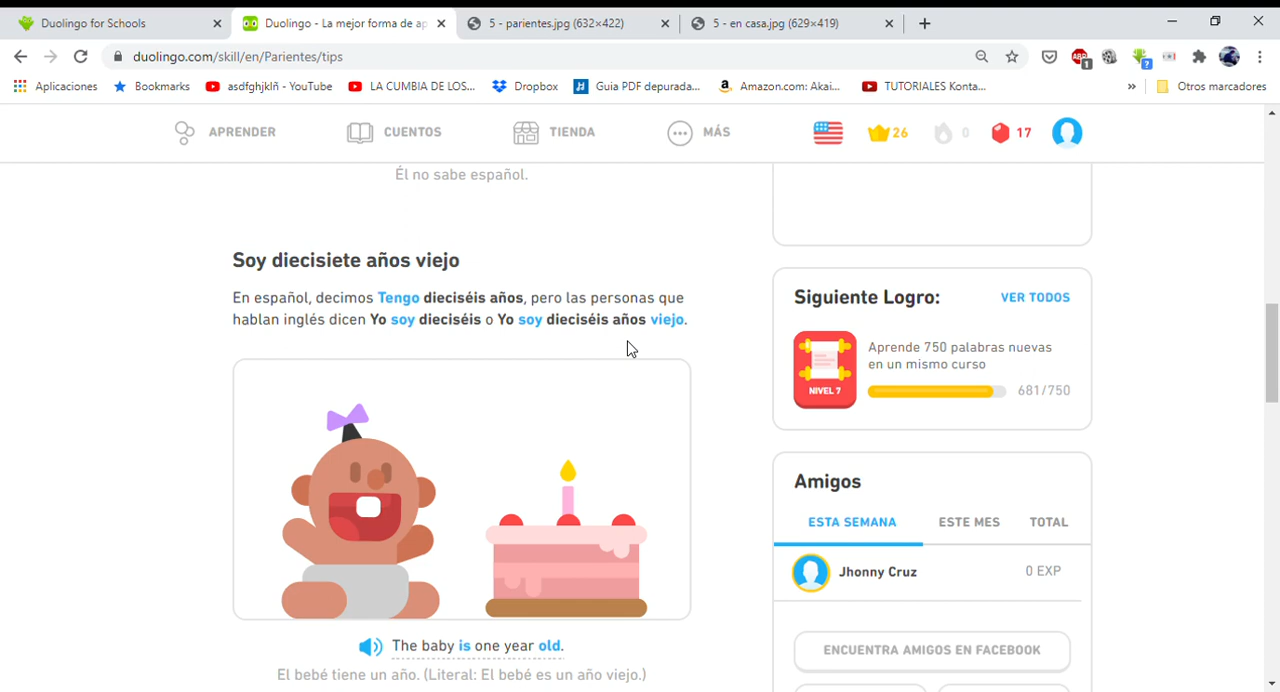 Duolingo for Schools
Duolingo - La mejor forma de ap
5 - parientes.jpg (632×422)
5 - en casa.jpg (629×419)
duolingo.com/skill/en/Parientes/tips
ABP
1
?
Aplicaciones
Bookmarks
asdfghjklñ - YouTube
LA CUMBIA DE LOS...
Dropbox
Guia PDF depurada...
Amazon.com: Akai...
TUTORIALES Konta...
»
Otros marcadores
APRENDER
CUENTOS
TIENDA
MÁS
26
0
17
Él no sabe español.
Soy diecisiete años viejo
En español, decimos Tengo dieciséis años, pero las personas que
hablan inglés dicen Yo soy dieciséis o Yo soy dieciséis años viejo.
The baby is one year old.
El bebé tiene un año. (Literal: El bebé es un año viejo.)
Siguiente Logro:
VER TODOS
NIVEL 7
Aprende 750 palabras nuevas
en un mismo curso
681/750
Amigos
ESTA SEMANA
ESTE MES
TOTAL
Jhonny Cruz
0 EXP
ENCUENTRA AMIGOS EN FACEBOOK